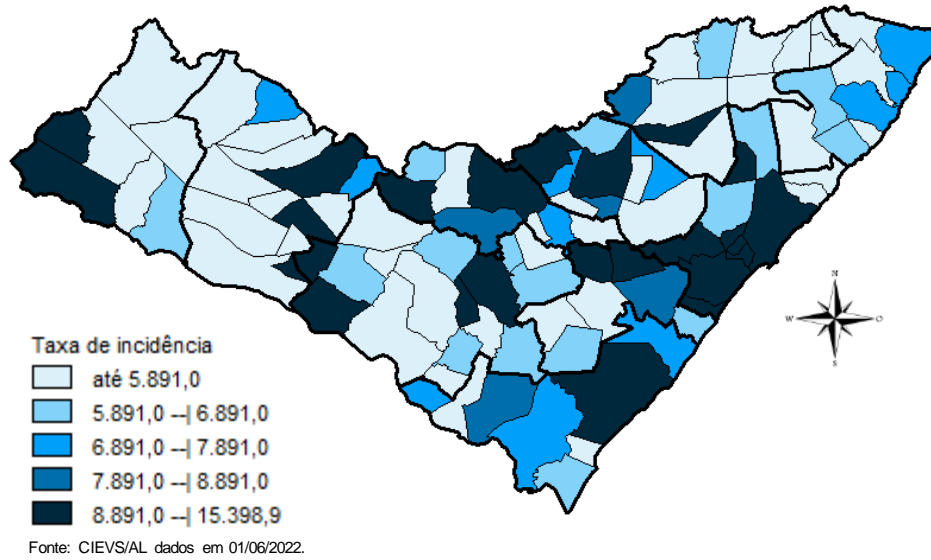 N
W
O
S
Taxa de incidência
até 5.891,0
5.891,0 --| 6.891,0
6.891,0 --| 7.891,0
7.891,0 --| 8.891,0
8.891,0 --| 15.398,9
Fonte: CIEVS/AL dados em 01/06/2022.